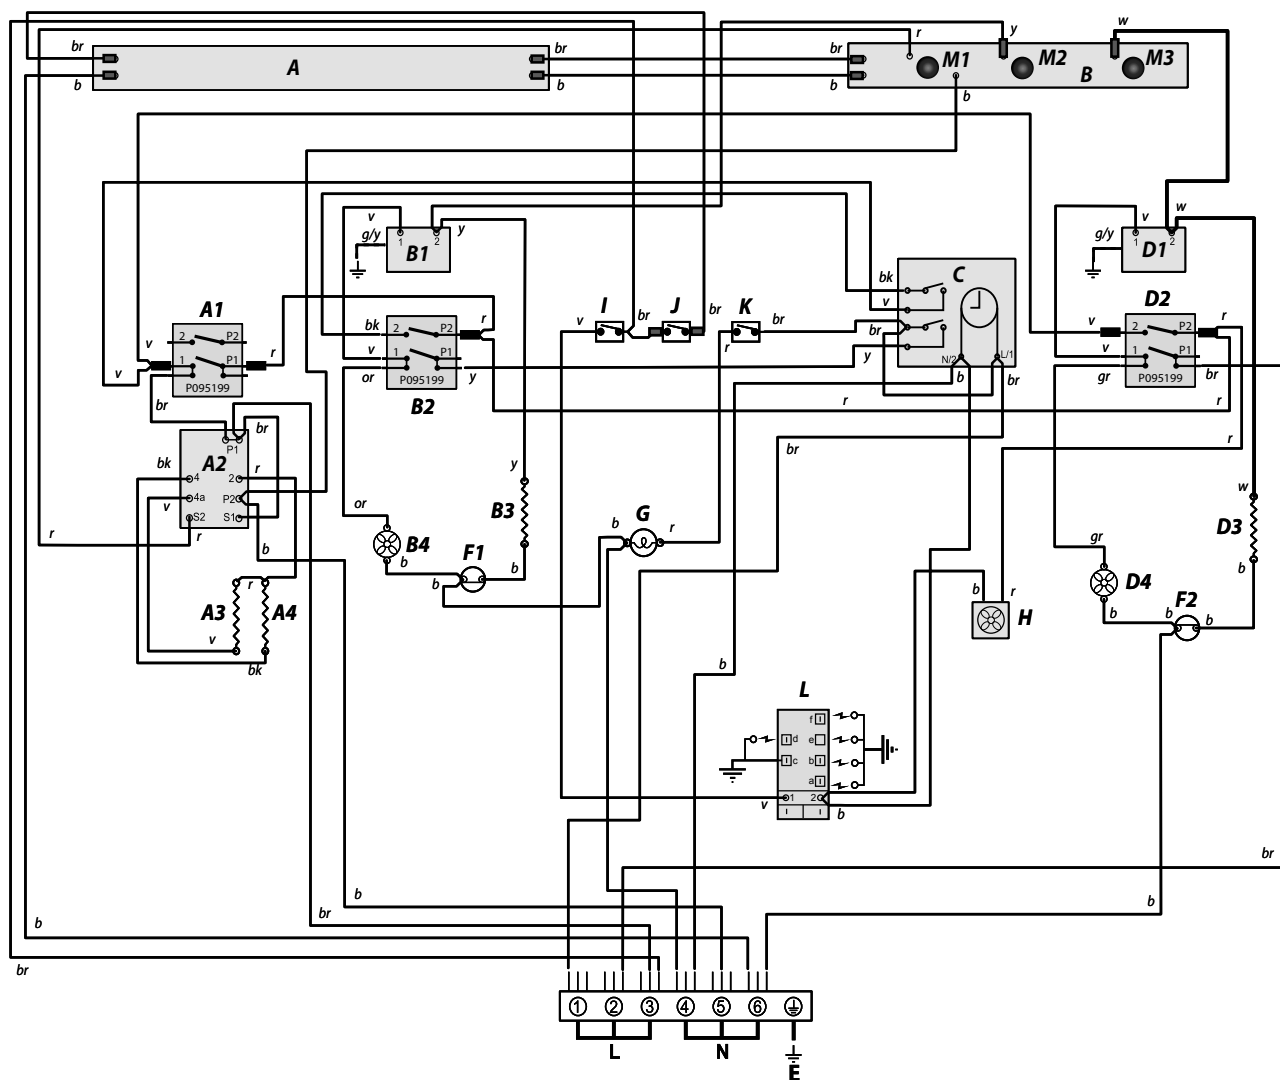 r
y
w
br
b
A
br
b
br
b
M1
M2
M3
B
b
v
g/y
1
2
y
B1
v
w
g/y
1
2
D1
C
bk
v
br
y
N/2
L/1
b
br
A1
v
v
2
P2
1
P1
P095199
r
bk
v
or
2
P2
1
P1
P095199
r
y
B2
I
v
br
J
br
K
br
r
D2
v
v
gr
2
P2
1
P1
P095199
r
br
r
br
r
br
br
P1
A2
bk
v
4
4a
S2
2
P2
S1
r
r
r
b
or
y
B3
B4
b
F1
b
b
b
G
r
w
D3
gr
D4
b
b
F2
b
b
A3
r
A4
v
bk
b
r
H
b
L
f
d
e
c
b
a
v
1
2
b
br
b
b
br
b
br
1
2
3
4
5
6
L
N
E